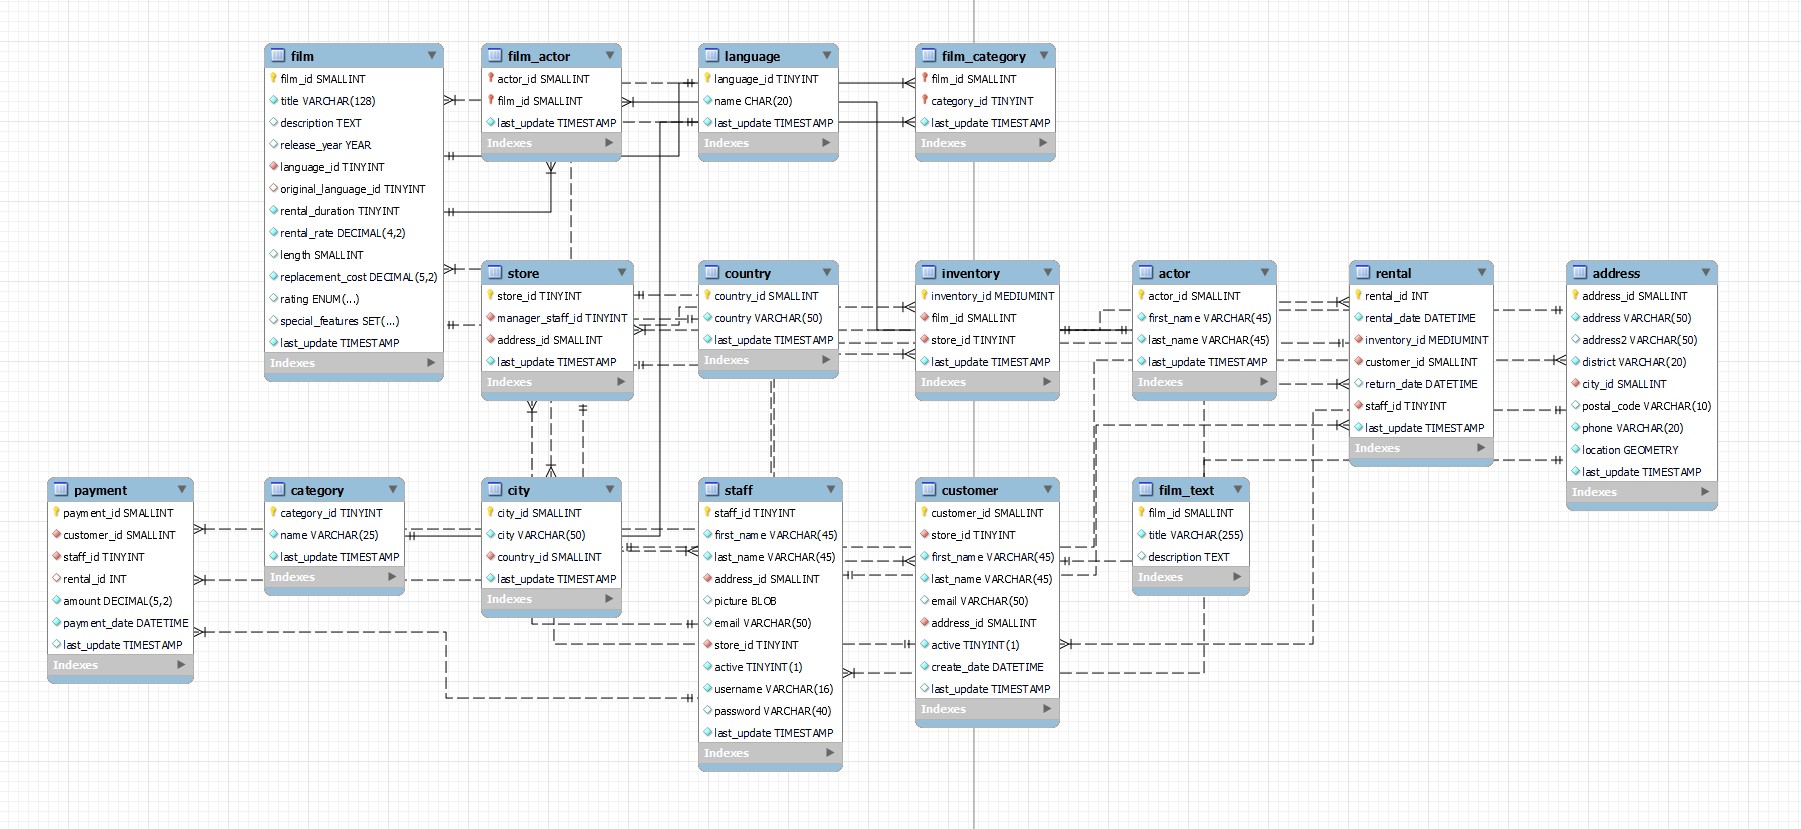 film
film_id SMALLINT
title VARCHAR(128)
description TEXT
release_year YEAR
language_id TINYINT
original_language_id TINYINT
rental_duration TINYINT
rental_rate DECIMAL(4,2)
length SMALLINT
replacement_cost DECIMAL(5,2)
rating ENUM(...)
special_features SET(...)
last_update TIMESTAMP
Indexes
film_actor
actor_id SMALLINT
film_id SMALLINT
last_update TIMESTAMP
Indexes
language
language_id TINYINT
name CHAR(20)
last_update TIMESTAMP
Indexes
film_category
film_id SMALLINT
category_id TINYINT
last_update TIMESTAMP
Indexes
store
store_id TINYINT
manager_staff_id TINYINT
address_id SMALLINT
last_update TIMESTAMP
Indexes
country
country_id SMALLINT
country VARCHAR(50)
last_update TIMESTAMP
Indexes
inventory
inventory_id MEDIUMINT
film_id SMALLINT
store_id TINYINT
last_update TIMESTAMP
Indexes
actor
actor_id SMALLINT
first_name VARCHAR(45)
last_name VARCHAR(45)
last_update TIMESTAMP
Indexes
rental
rental_id INT
rental_date DATETIME
inventory_id MEDIUMINT
customer_id SMALLINT
return_date DATETIME
staff_id TINYINT
last_update TIMESTAMP
Indexes
address
address_id SMALLINT
address VARCHAR(50)
address2 VARCHAR(50)
district VARCHAR(20)
city_id SMALLINT
postal_code VARCHAR(10)
phone VARCHAR(20)
location GEOMETRY
last_update TIMESTAMP
Indexes
payment
payment_id SMALLINT
customer_id SMALLINT
staff_id TINYINT
rental_id INT
amount DECIMAL(5,2)
payment_date DATETIME
last_update TIMESTAMP
Indexes
category
category_id TINYINT
name VARCHAR(25)
last_update TIMESTAMP
Indexes
city
city_id SMALLINT
city VARCHAR(50)
country_id SMALLINT
last_update TIMESTAMP
Indexes
staff
staff_id TINYINT
first_name VARCHAR(45)
last_name VARCHAR(45)
address_id SMALLINT
picture BLOB
email VARCHAR(50)
store_id TINYINT
active TINYINT(1)
username VARCHAR(16)
password VARCHAR(40)
last_update TIMESTAMP
Indexes
customer
customer_id SMALLINT
store_id TINYINT
first_name VARCHAR(45)
last_name VARCHAR(45)
email VARCHAR(50)
address_id SMALLINT
active TINYINT(1)
create_date DATETIME
last_update TIMESTAMP
Indexes
film_text
film_id SMALLINT
title VARCHAR(255)
description TEXT
Indexes